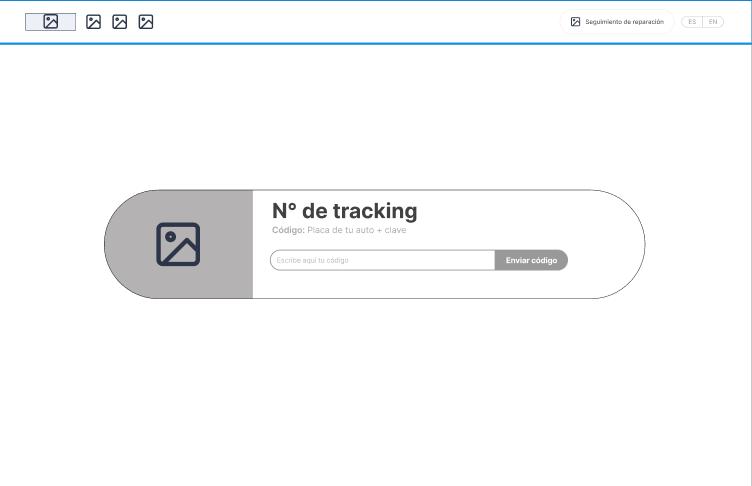 Seguimiento de reparación
ES EN
N° de tracking
Código: Placa de tu auto + clave
Escribe aquí tu código
Enviar código